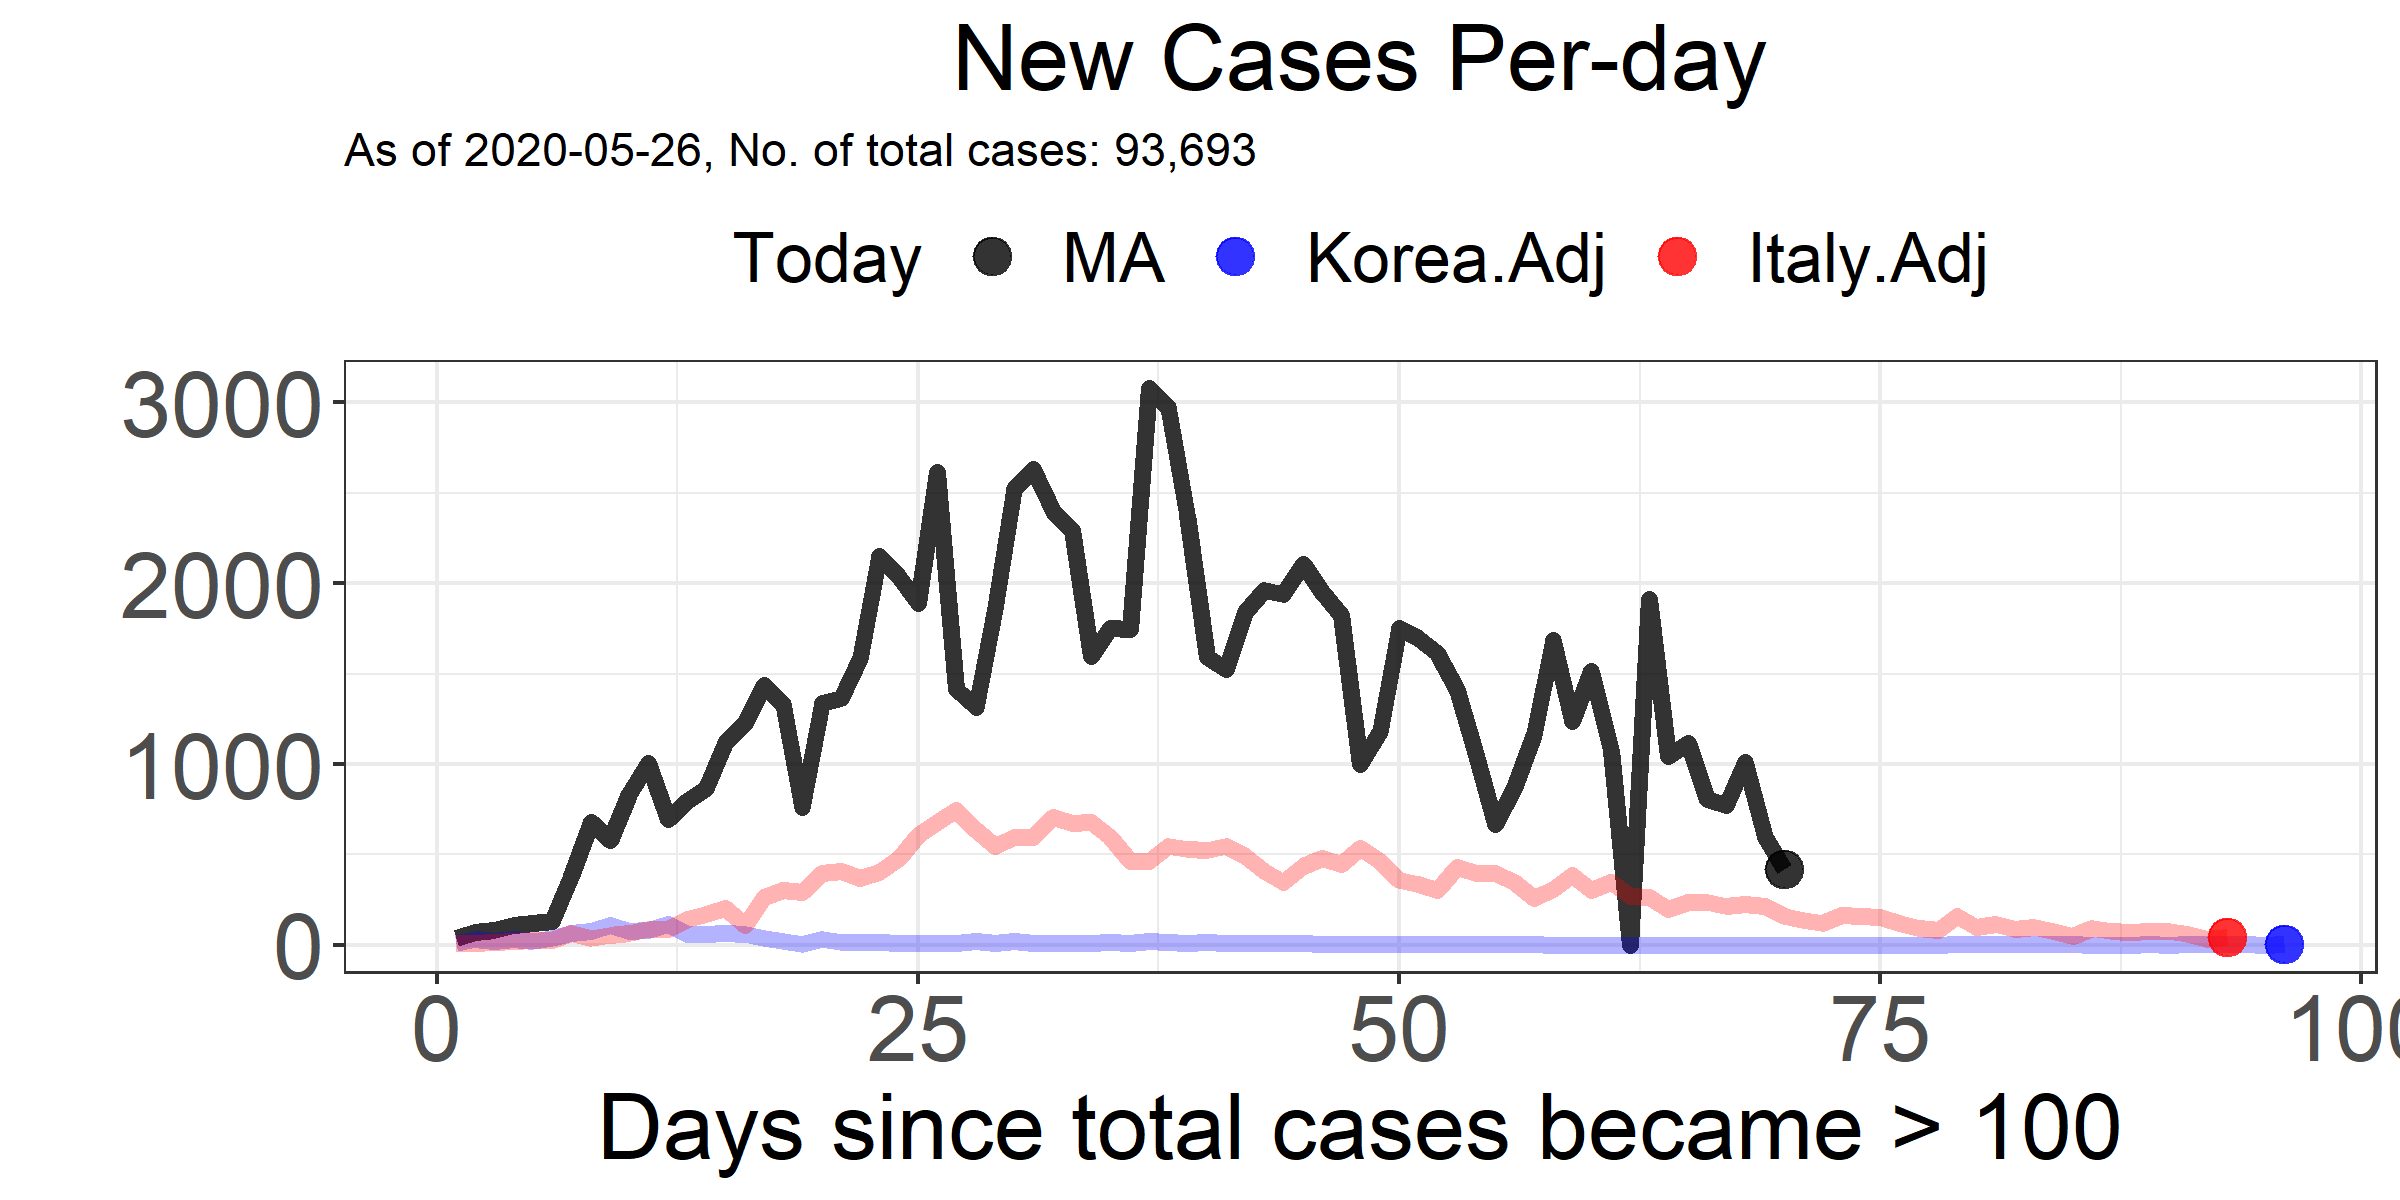 New Cases Per-day
As of 2020-05-26, No. of total cases: 93,693
Today MA Korea.Adj Italy.Adj
3000
2000
1000
0
0 25 50 75 100
Days since total cases became > 100